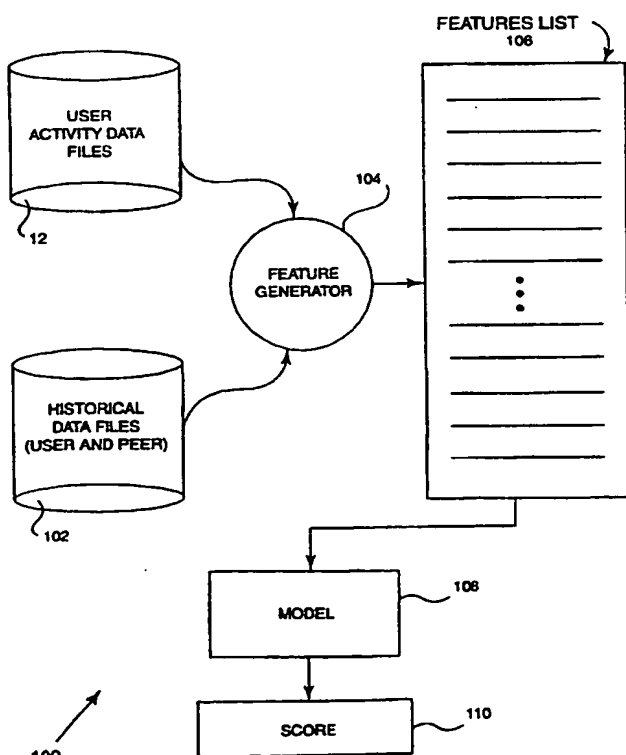 FEATURES LIST
106
USER
ACTIVITY DATA
FILES
12
104
FEATURE
GENERATOR
HISTORICAL
DATA FILES
(USER AND PEER)
102
MODEL
108
SCORE
110